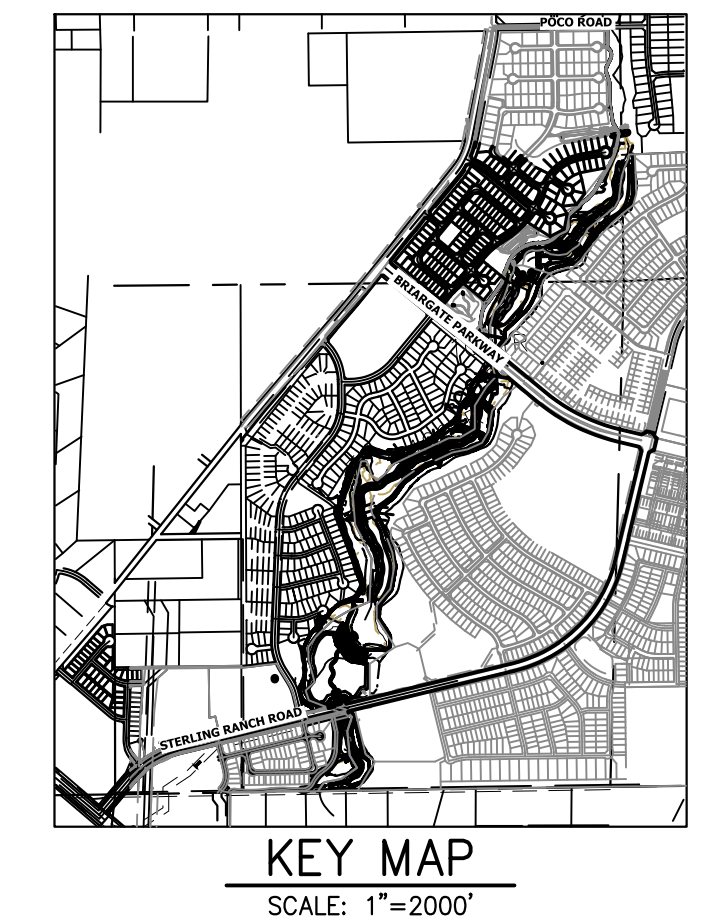 POCO ROAD
BRIARGATE PARKWAY
STERLING RANCH ROAD
KEY MAP
SCALE: 1"=2000'